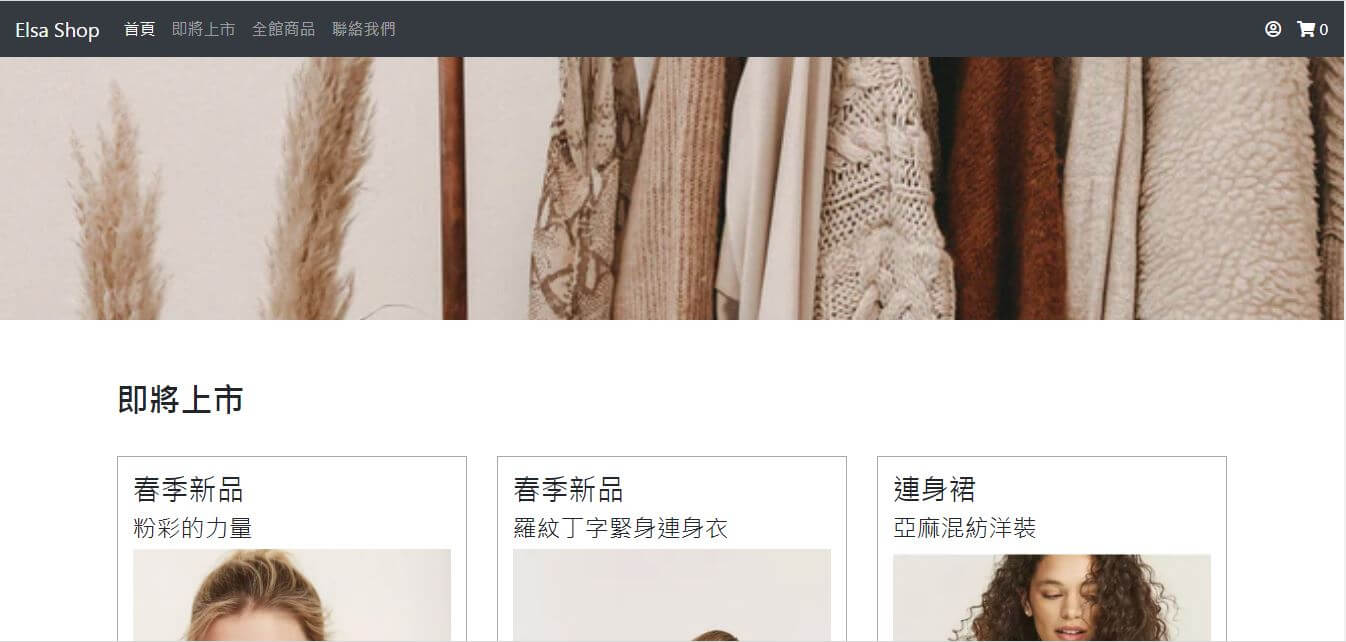 Elsa Shop 首頁 即將上市 全館商品 聯絡我們 0
即將上市
春季新品
粉彩的力量
春季新品
羅紋丁字緊身連身衣
連身裙
亞麻混紡洋裝